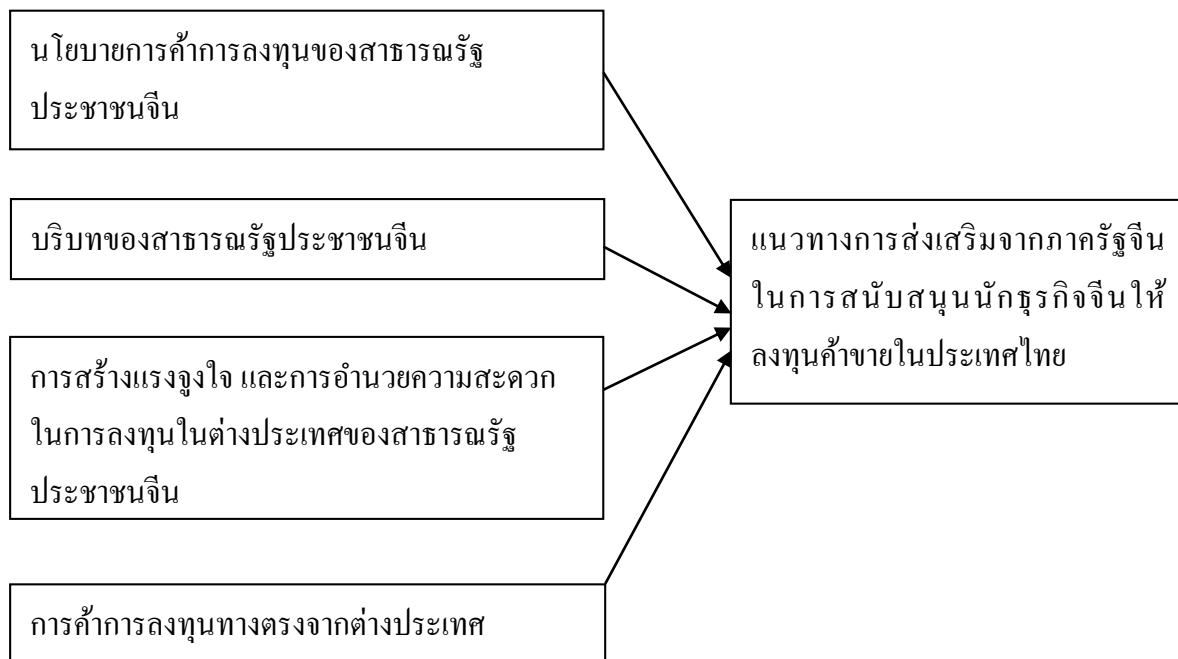 นโยบายการค้าการลงทุนของสาธารณรัฐ
ประชาชนจีน
บริบทของสาธารณรัฐประชาชนจีน
การสร้างแรงจูงใจ และการอำนวยความสะดวก
ในการลงทุนในต่างประเทศของสาธารณรัฐ
ประชาชนจีน
การค้าการลงทุนทางตรงจากต่างประเทศ
แนวทางการส่งเสริมจากภาครัฐจีน
ในการสนับสนุนนักธุรกิจจีนให้
ลงทุนค้าขายในประเทศไทย